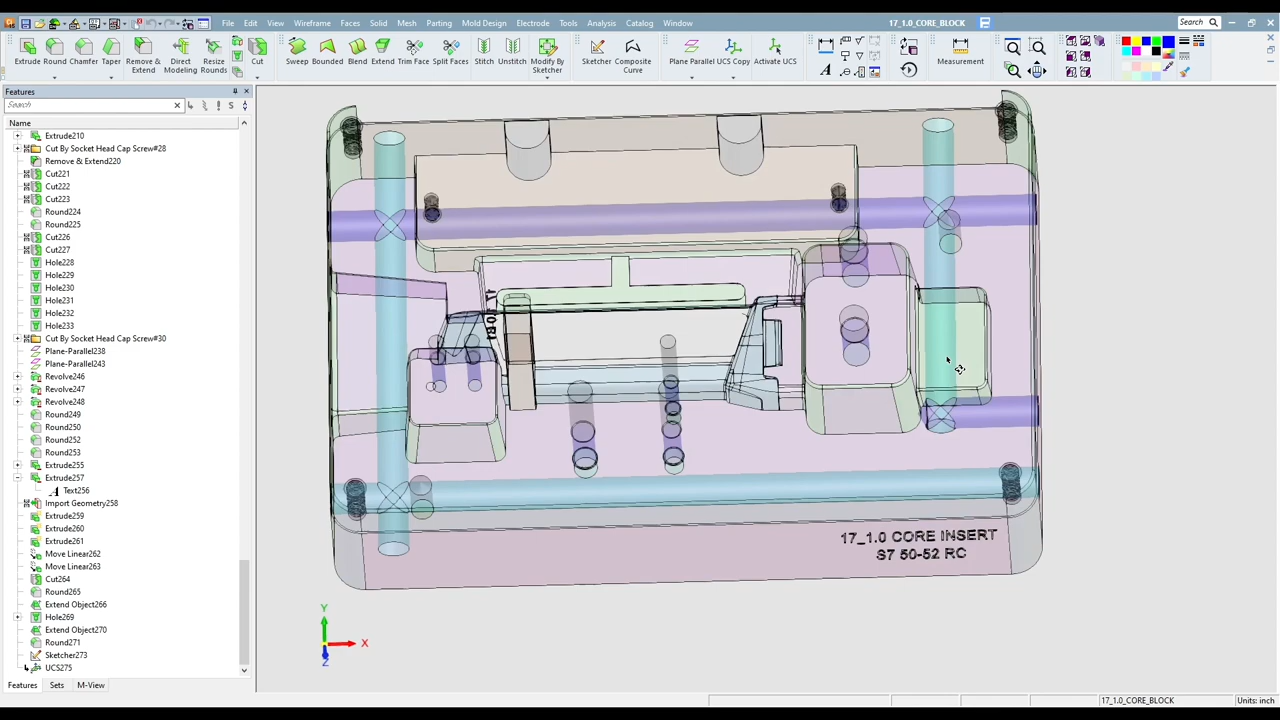 File Edit View Wireframe Faces Solid Mesh Parting Mold Design Electrode Tools Analysis Catalog Window 17_1.0_CORE_BLOCK Search
Extrude Round Chamfer Taper Remove & Extend Direct Modeling Resize Rounds Cut Sweep Bounded Blend Extend Trim Faces Split Faces Stitch Unstitch Modify By Sketcher Sketcher Composite Curve Plane Parallel UCS Copy Activate UCS Measurement
Features
Search
Name
Extrude210
Cut By Socket Head Cap Screw#28
Remove & Extend220
Cut221
Cut222
Cut223
Round224
Round225
Cut226
Cut227
Hole228
Hole229
Hole230
Hole231
Hole232
Hole233
Cut By Socket Head Cap Screw#30
Plane-Parallel238
Plane-Parallel243
Revolve246
Revolve247
Revolve248
Round249
Round250
Round252
Round253
Extrude255
Extrude257
Text256
Import Geometry258
Extrude259
Extrude260
Extrude261
Move Linear262
Move Linear263
Cut264
Round265
Extend Object266
Hole269
Extend Object270
Round271
Sketcher273
UCS275
Features Sets M-View
17_1.0 CORE INSERT
S7 50-52 RC
Y
X
Z
17_1.0_CORE_BLOCK Units: inch